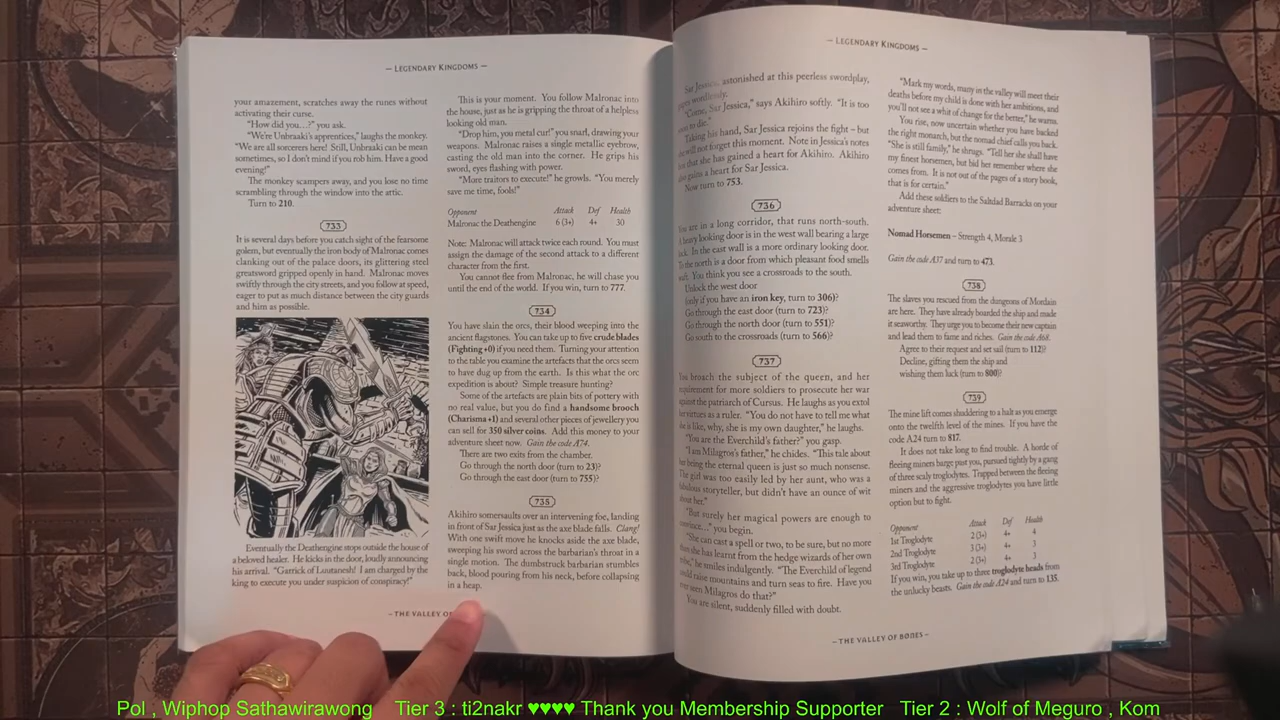 — LEGENDARY KINGDOMS —
your amazement, scratches away the runes without
activating their curse.
"How did you…?" you ask.
"We're Unbraaki's apprentices," laughs the monkey.
"We are all sorcerers here! Still, Unbraaki can be mean
sometimes, so I don't mind if you rob him. Have a good
evening!"
The monkey scampers away, and you lose no time
scrambling through the window into the attic.
Turn to 210.
733
It is several days before you catch sight of the fearsome
golem, but eventually the iron body of Malronac comes
clanking out of the palace doors, its glittering steel
greatsword gripped openly in hand. Malronac moves
swiftly through the city streets, and you follow at speed,
eager to put as much distance between the city guards
and him as possible.
Eventually the Deathengine stops outside the house of
a beloved healer. He kicks in the door, loudly announcing
his arrival. "Garrick of Loutanesh! I am charged by the
king to execute you under suspicion of conspiracy!"
This is your moment. You follow Malronac into
the house, just as he is gripping the throat of a helpless
looking old man.
"Drop him, you metal cur!" you snarl, drawing your
weapons. Malronac raises a single metallic eyebrow,
casting the old man into the corner. He grips his
sword, eyes flashing with power.
"More traitors to execute!" he growls. "You merely
save me time, fools!"
Opponent Attack Def Health
Malronac the Deathengine 6 (3+) 4+ 30
Note: Malronac will attack twice each round. You must
assign the damage of the second attack to a different
character from the first.
You cannot flee from Malronac, he will chase you
until the end of the world. If you win, turn to 777.
734
You have slain the orcs, their blood weeping into the
ancient flagstones. You can take up to five crude blades
(Fighting +0) if you need them. Turning your attention
to the table you examine the artefacts that the orcs seem
to have dug up from the earth. Is this what the orc
expedition is about? Simple treasure hunting?
Some of the artefacts are plain bits of pottery with
no real value, but you do find a handsome brooch
(Charisma +1) and several other pieces of jewellery you
can sell for 350 silver coins. Add this money to your
adventure sheet now. Gain the code A74.
There are two exits from the chamber.
Go through the north door (turn to 23)?
Go through the east door (turn to 755)?
735
Akihiro somersaults over an intervening foe, landing
in front of Sar Jessica just as the axe blade falls. Clang!
With one swift move he knocks aside the axe blade,
sweeping his sword across the barbarian's throat in a
single motion. The dumbstruck barbarian stumbles
back, blood pouring from his neck, before collapsing
in a heap.
– THE VALLEY OF
— LEGENDARY KINGDOMS —
Sar Jessica, astonished at this peerless swordplay,
wordlessly.
"Come, Sar Jessica," says Akihiro softly. "It is too
soon to die."
Taking his hand, Sar Jessica rejoins the fight – but
she will not forget this moment. Note in Jessica's notes
box that she has gained a heart for Akihiro. Akihiro
also gains a heart for Sar Jessica.
Now turn to 753.
736
You are in a long corridor, that runs north-south.
A heavy looking door is in the west wall bearing a large
lock. In the east wall is a more ordinary looking door.
To the north is a door from which pleasant food smells
waft. You think you see a crossroads to the south.
Unlock the west door
(only if you have an iron key, turn to 306)?
Go through the east door (turn to 723)?
Go through the north door (turn to 551)?
Go south to the crossroads (turn to 566)?
737
You broach the subject of the queen, and her
requirement for more soldiers to prosecute her war
against the patriarch of Cursus. He laughs as you extol
her virtues as a ruler. "You do not have to tell me what
she is like, why, she is my own daughter," he laughs.
"You are the Everchild's father?" you gasp.
"I am Milagros's father," he chides. "This tale about
her being the eternal queen is just so much nonsense.
The girl was too easily led by her aunt, who was a
fabulous storyteller, but didn't have an ounce of wit
about her."
"But surely her magical powers are enough to
convince…" you begin.
"She can cast a spell or two, to be sure, but no more
than she has learnt from the hedge wizards of her own
tribe," he smiles indulgently. "The Everchild of legend
could raise mountains and turn seas to fire. Have you
ever seen Milagros do that?"
You are silent, suddenly filled with doubt.
"Mark my words, many in the valley will meet their
deaths before my child is done with her ambitions, and
you'll not see a whit of change for the better," he warns.
You rise, now uncertain whether you have backed
the right monarch, but the nomad chief calls you back.
"She is still family," he shrugs. "Tell her she shall have
my finest horsemen, but bid her remember where she
comes from. It is not out of the pages of a story book,
that is for certain."
Add these soldiers to the Saltdad Barracks on your
adventure sheet:
Nomad Horsemen – Strength 4, Morale 3
Gain the code A37 and turn to 473.
738
The slaves you rescued from the dungeons of Mordain
are here. They have already boarded the ship and made
it seaworthy. They urge you to become their new captain
and lead them to fame and riches. Gain the code A68.
Agree to their request and set sail (turn to 112)?
Decline, gifting them the ship and
wishing them luck (turn to 800)?
739
The mine lift comes shuddering to a halt as you emerge
onto the twelfth level of the mines. If you have the
code A24 turn to 817.
It does not take long to find trouble. A horde of
fleeing miners barge past you, pursued tightly by a gang
of three scaly troglodytes. Trapped between the fleeing
miners and the aggressive troglodytes you have little
option but to fight.
Opponent Attack Def Health
1st Troglodyte 2 (3+) 4+ 4
2nd Troglodyte 3 (3+) 4+ 3
3rd Troglodyte 2 (3+) 4+ 3
If you win, you take up to three troglodyte heads from
the unlucky beasts. Gain the code A24 and turn to 135.
– THE VALLEY OF BONES –
Pol , Wiphop Sathawirawong Tier 3 : ti2nakr ♥♥♥♥ Thank you Membership Supporter Tier 2 : Wolf of Meguro , Kom